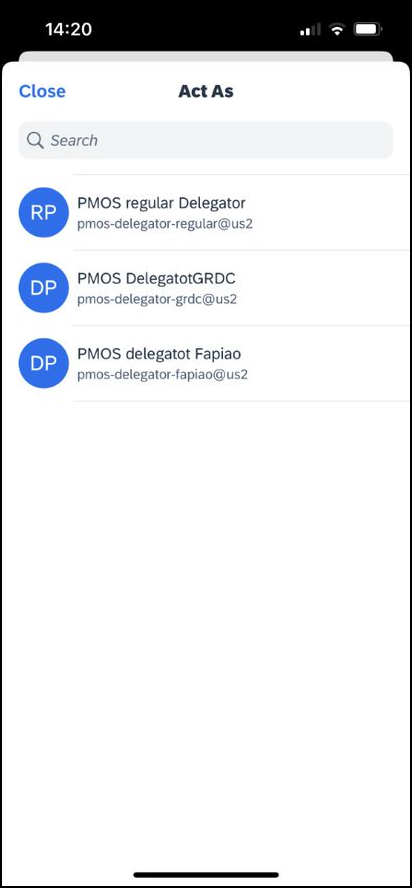 14:20
Close
Act As
Search
RP
PMOS regular Delegator
pmos-delegator-regular@us2
DP
PMOS DelegatotGRDC
pmos-delegator-grdc@us2
DP
PMOS delegatot Fapiao
pmos-delegator-fapiao@us2